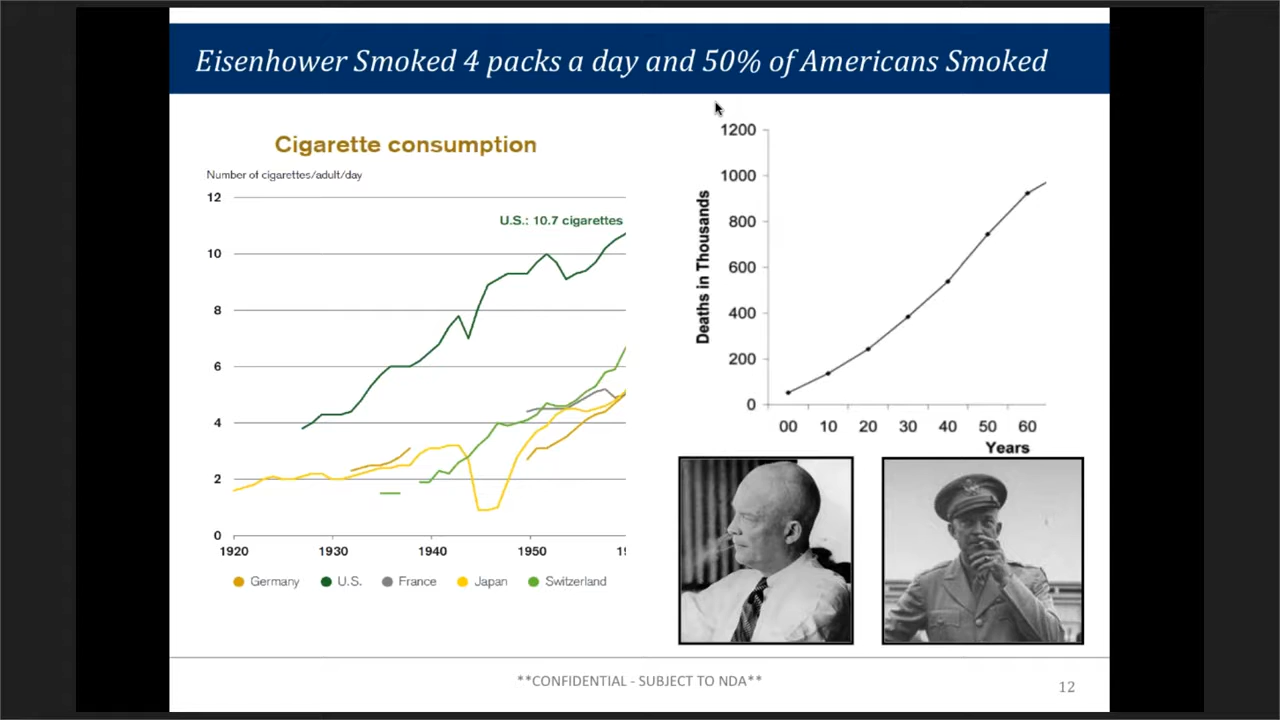 Eisenhower Smoked 4 packs a day and 50% of Americans Smoked
Cigarette consumption
Number of cigarettes/adult/day
12
U.S.: 10.7 cigarettes
10
8
6
4
2
0
1920 1930 1940 1950 19
Germany U.S. France Japan Switzerland
Deaths in Thousands
1200
1000
800
600
400
200
0
00 10 20 30 40 50 60
Years
**CONFIDENTIAL - SUBJECT TO NDA**
12